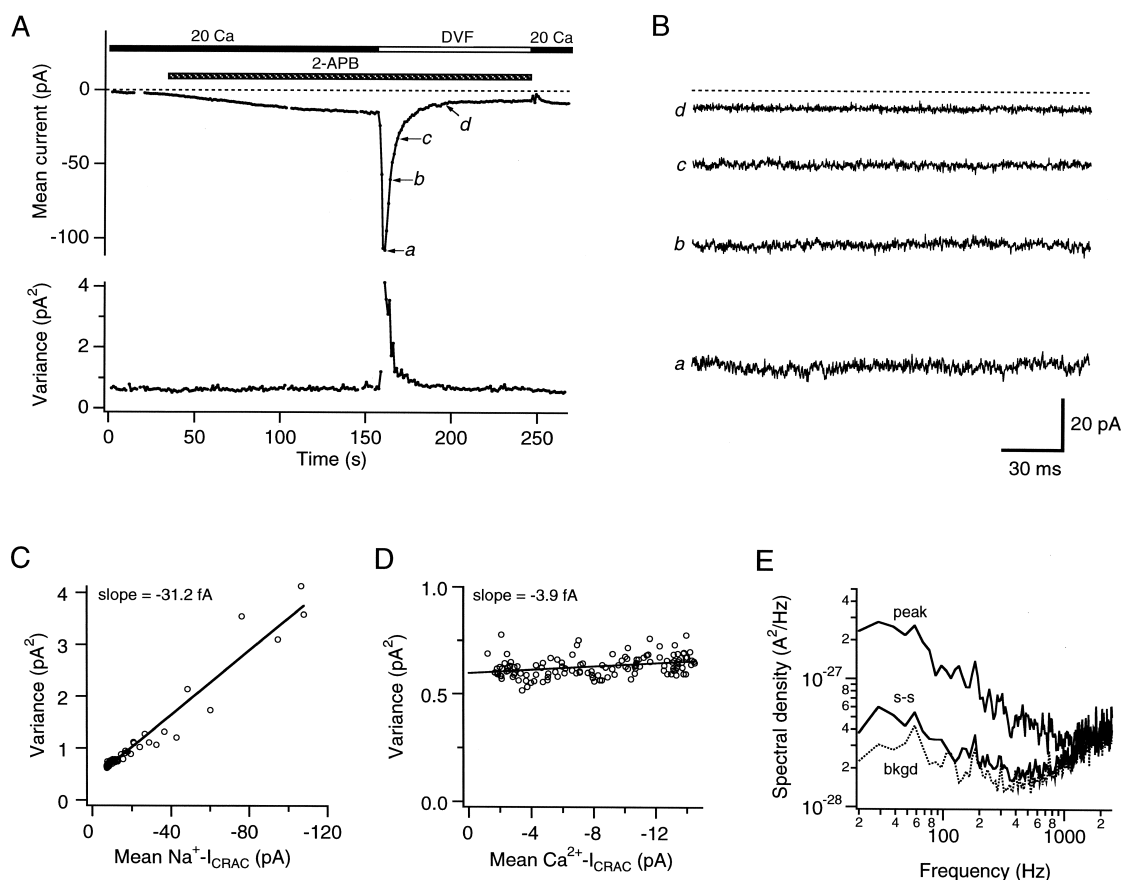 A
20 Ca
DVF
20 Ca
2-APB
Mean current (pA)
0
-50
-100
a
b
c
d
Variance (pA2)
4
2
0
0
50
100
150
200
250
Time (s)
B
d
c
b
a
20 pA
30 ms
C
slope = -31.2 fA
Variance (pA2)
4
3
2
1
0
0
-40
-80
-120
Mean Na+-ICRAC (pA)
D
slope = -3.9 fA
Variance (pA2)
1.0
0.5
0.0
0
-4
-8
-12
Mean Ca2+-ICRAC (pA)
E
Spectral density (A2/Hz)
4
2
10-27
8
6
4
2
10-28
peak
s-s
bkgd
2
4
6
8
100
2
4
6
8
1000
2
Frequency (Hz)